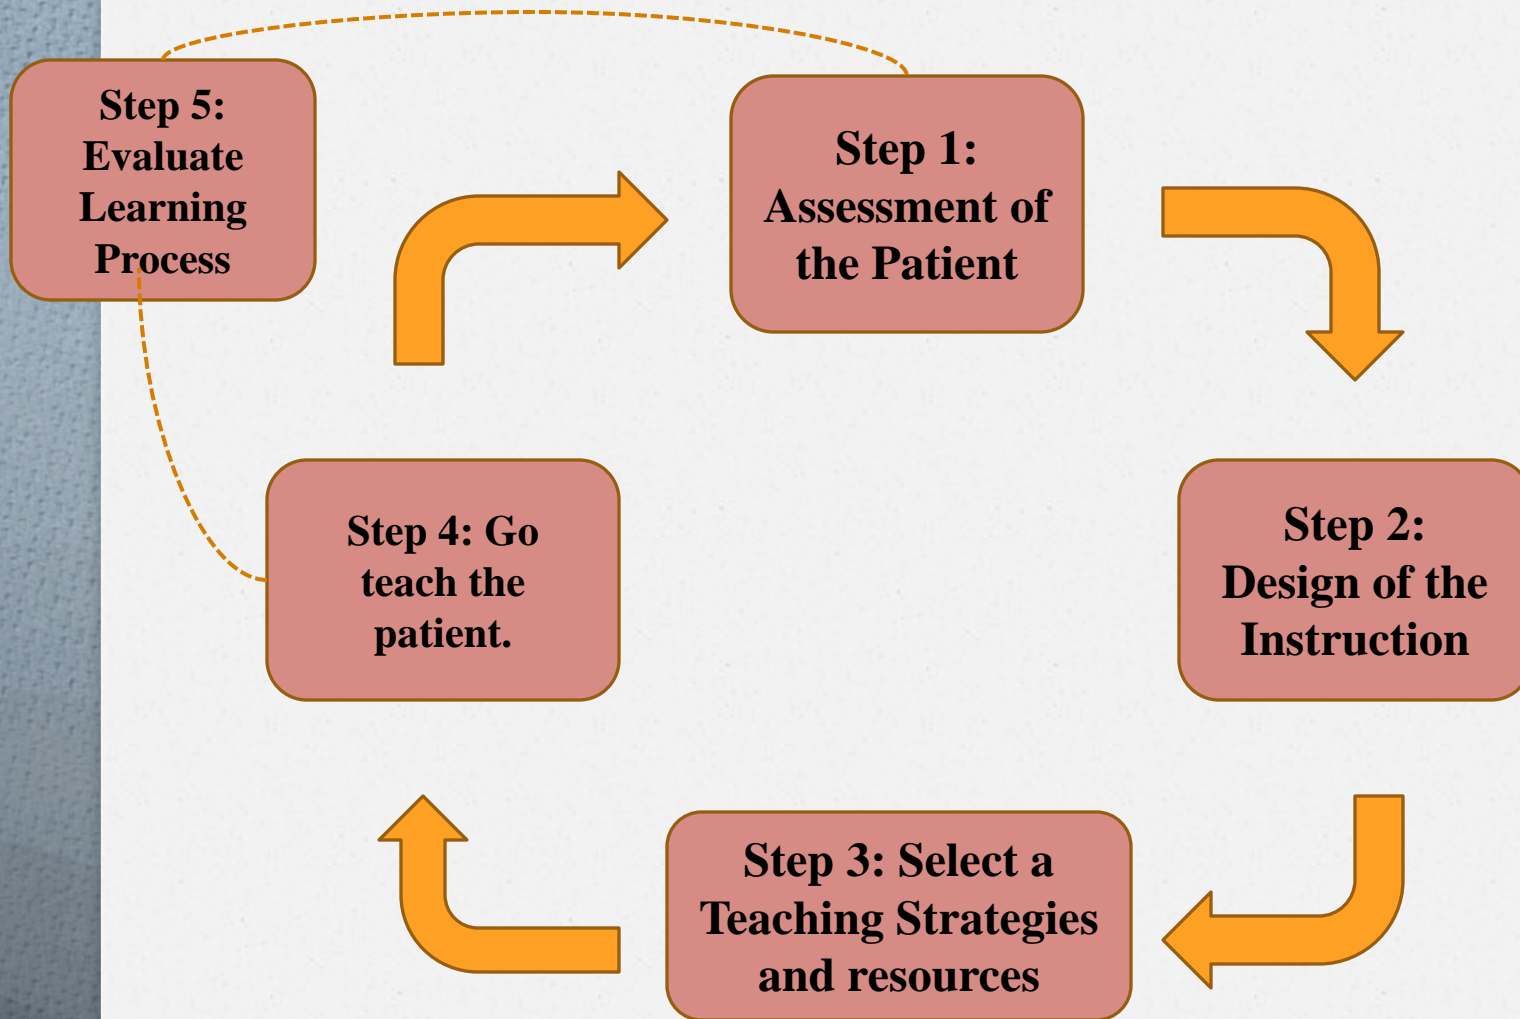 Step 5:
Evaluate
Learning
Process
Step 1:
Assessment of
the Patient
Step 4: Go
teach the
patient.
Step 2:
Design of the
Instruction
Step 3: Select a
Teaching Strategies
and resources